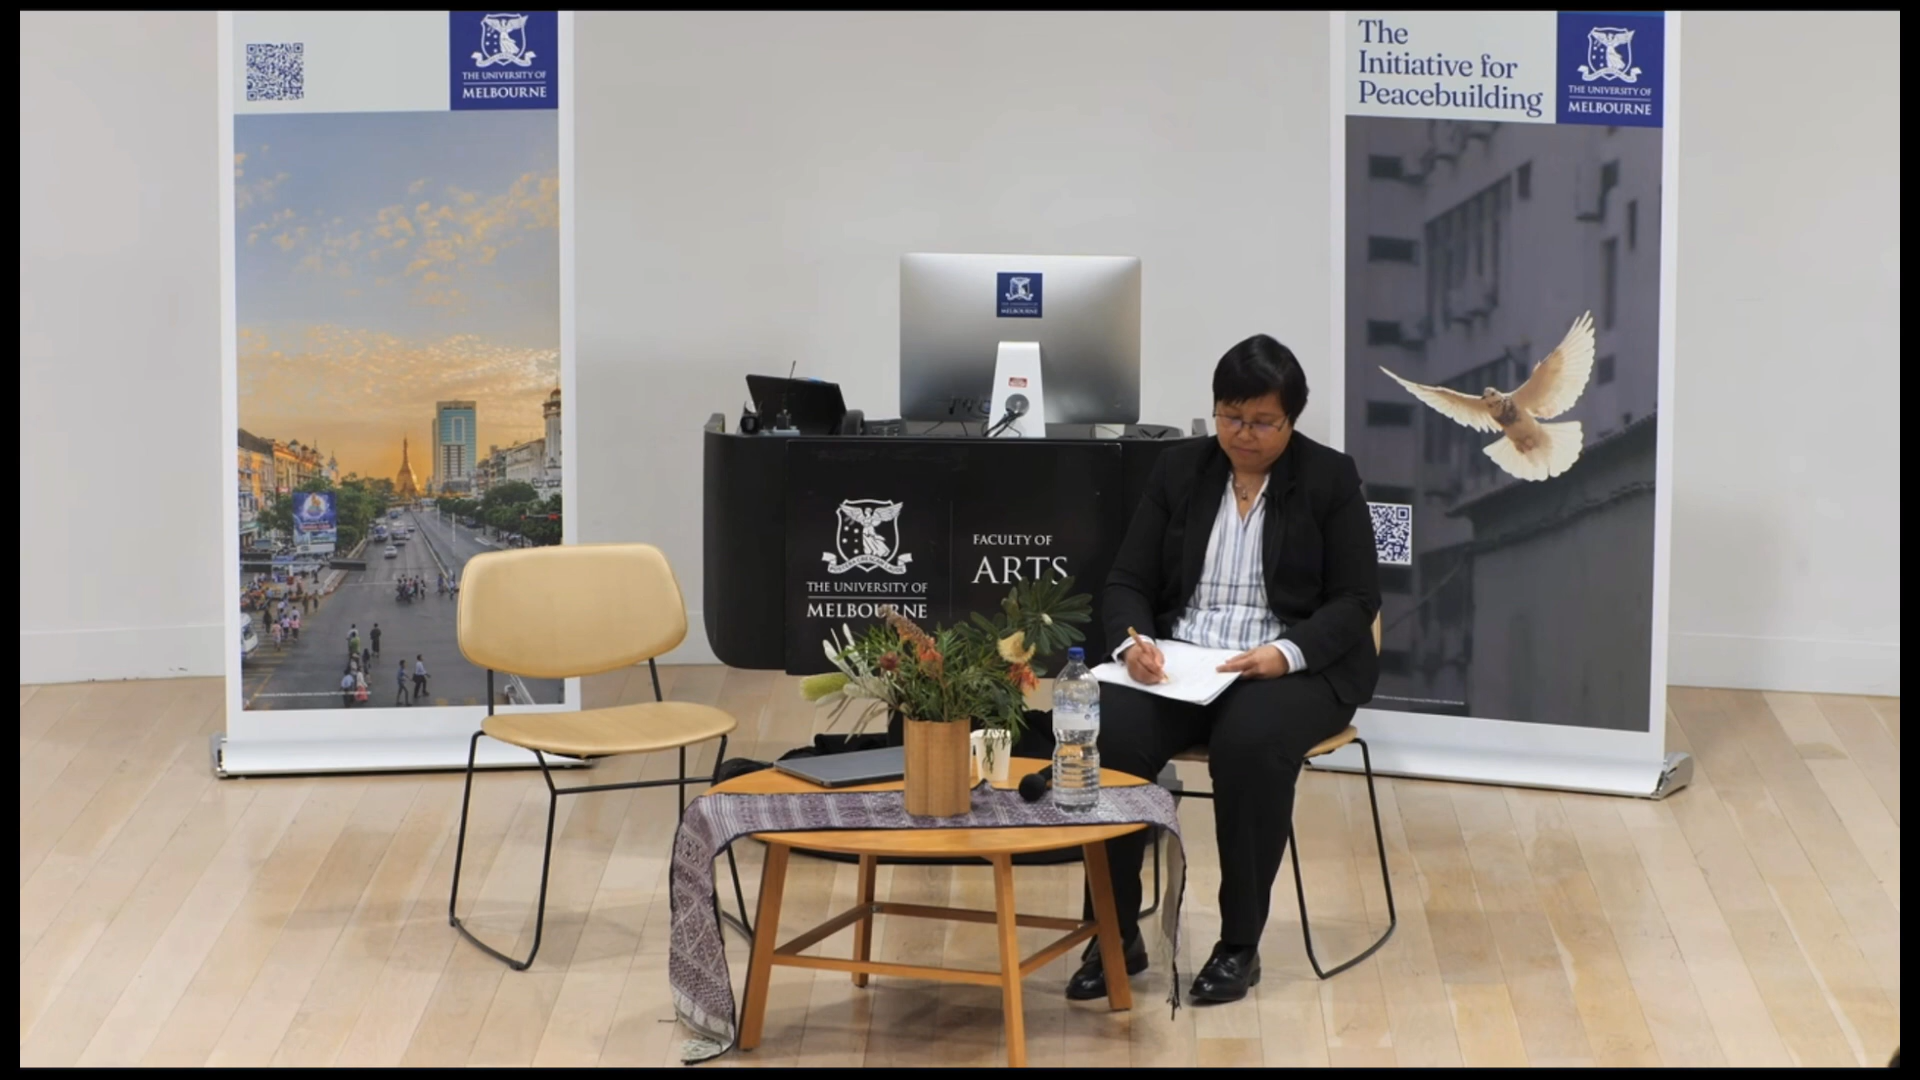 THE UNIVERSITY OF
MELBOURNE
The
Initiative for
Peacebuilding
THE UNIVERSITY OF
MELBOURNE
MELBOURNE
THE UNIVERSITY OF
MELBOURNE
FACULTY OF
ARTS